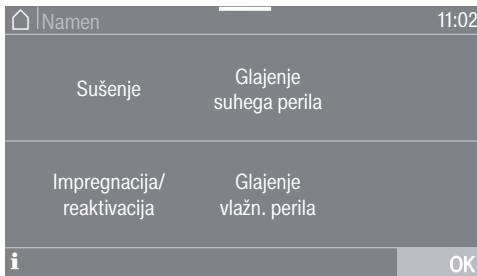 Namen 11:02
Sušenje
Glajenje
suhega perila
Impregnacija/
reaktivacija
Glajenje
vlažn. perila
i OK